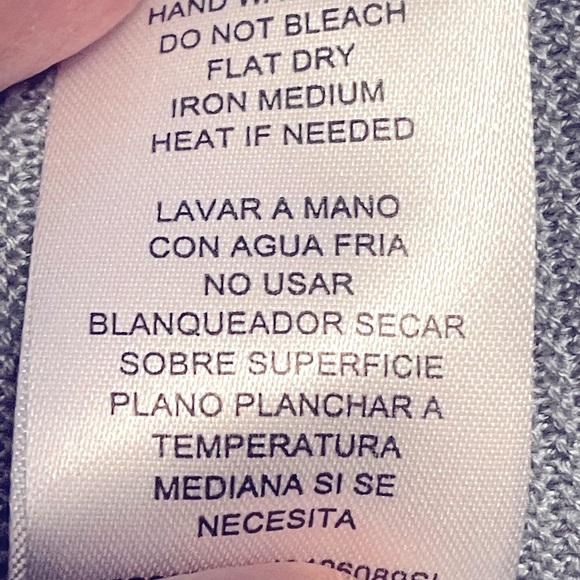 HAND
DO NOT BLEACH
FLAT DRY
IRON MEDIUM
HEAT IF NEEDED
LAVAR A MANO
CON AGUA FRIA
NO USAR
BLANQUEADOR SECAR
SOBRE SUPERFICIE
PLANO PLANCHAR A
TEMPERATURA
MEDIANA SI SE
NECESITA